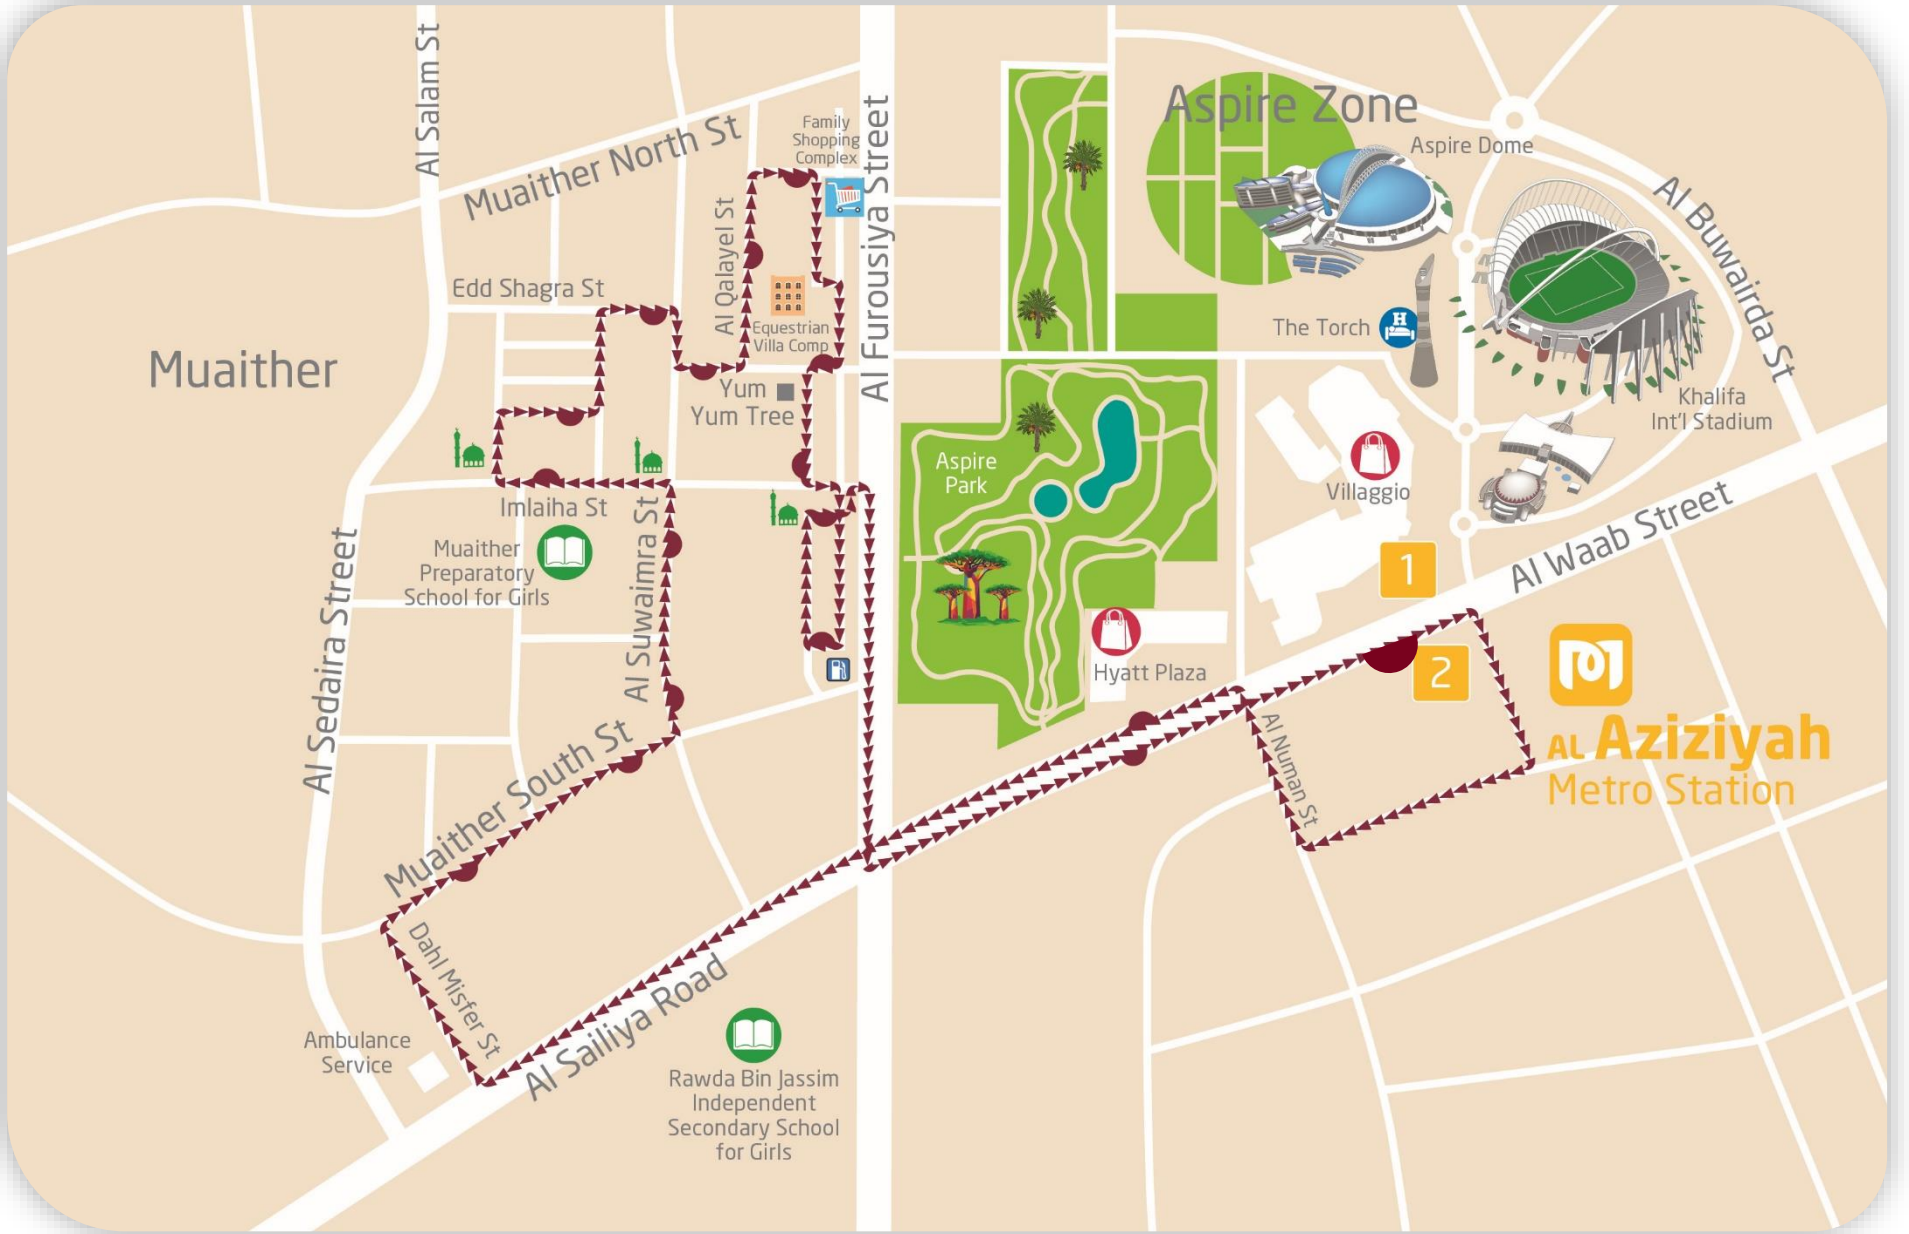 Al Salam St
Muaither North St
Family
Shopping
Complex
Al Furousiya Street
Aspire Zone
Aspire Dome
Al Buwairda St
Al Qalayel St
Edd Shagra St
Equestrian
Villa Comp
The Torch
H
Muaither
Yum
Yum Tree
Khalifa
Int'l Stadium
Aspire
Park
Villaggio
Imlaiha St
Al Waab Street
Muaither
Preparatory
School for Girls
Al Suwaimra St
Al Sedaira Street
1
2
Hyatt Plaza
Al Numan St
AL Aziziyah
Metro Station
Muaither South St
Dahl Misfer St
Al Sailiya Road
Ambulance
Service
Rawda Bin Jassim
Independent
Secondary School
for Girls